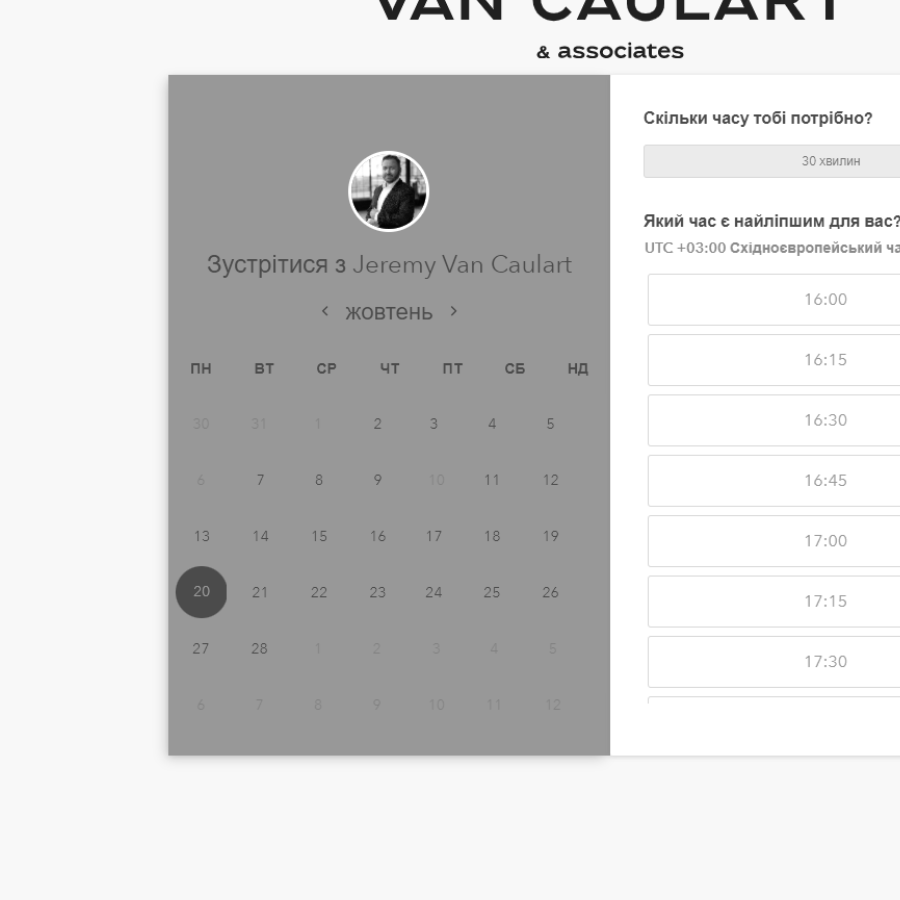 VAN CAULART
& associates
Зустрітися з Jeremy Van Caulart
жовтень
ПН ВТ СР ЧТ ПТ СБ НД
30 31 1 2 3 4 5
6 7 8 9 10 11 12
13 14 15 16 17 18 19
20 21 22 23 24 25 26
27 28 1 2 3 4 5
6 7 8 9 10 11 12
Скільки часу тобі потрібно?
30 хвилин
Який час є найліпшим для вас?
UTC +03:00 Східноєвропейський ча
16:00
16:15
16:30
16:45
17:00
17:15
17:30